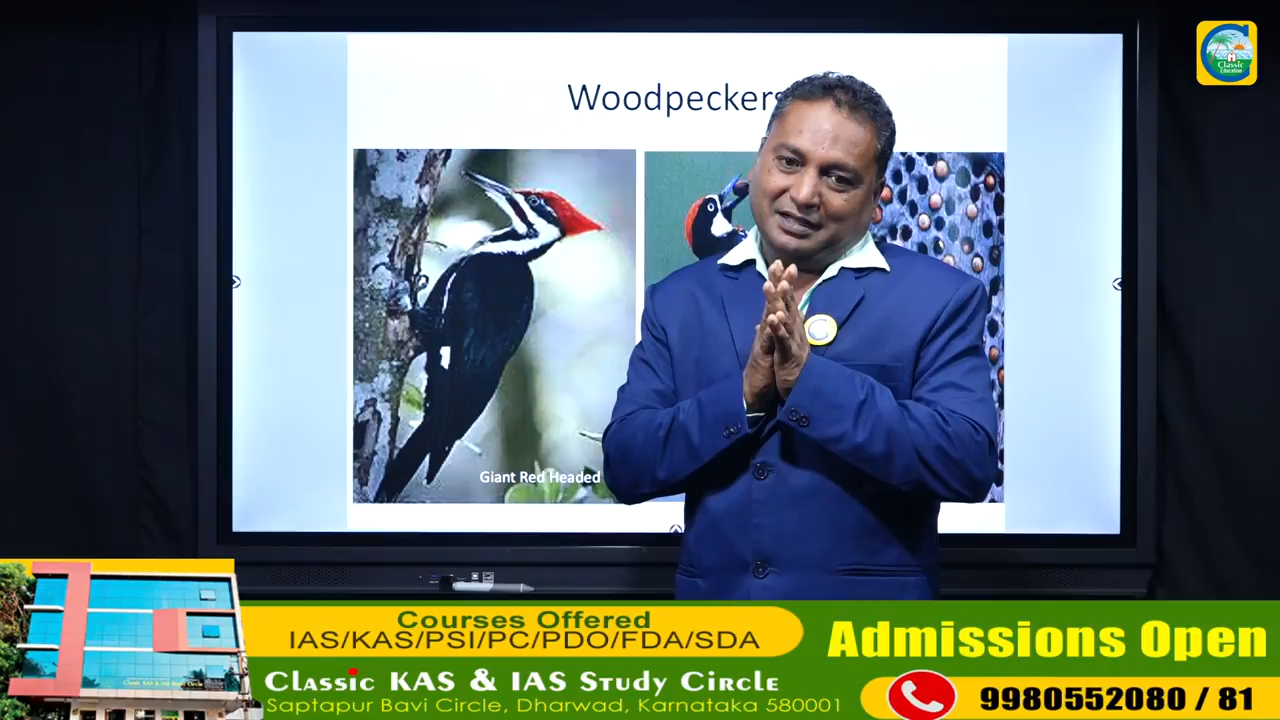 Woodpeckers
Classic
Education
Giant Red Headed
Courses Offered
IAS/KAS/PSI/PC/PDO/FDA/SDA
Classic KAS & IAS Study Circle
Saptapur Bavi Circle, Dharwad, Karnataka 580001
Admissions Open
9980552080 / 81